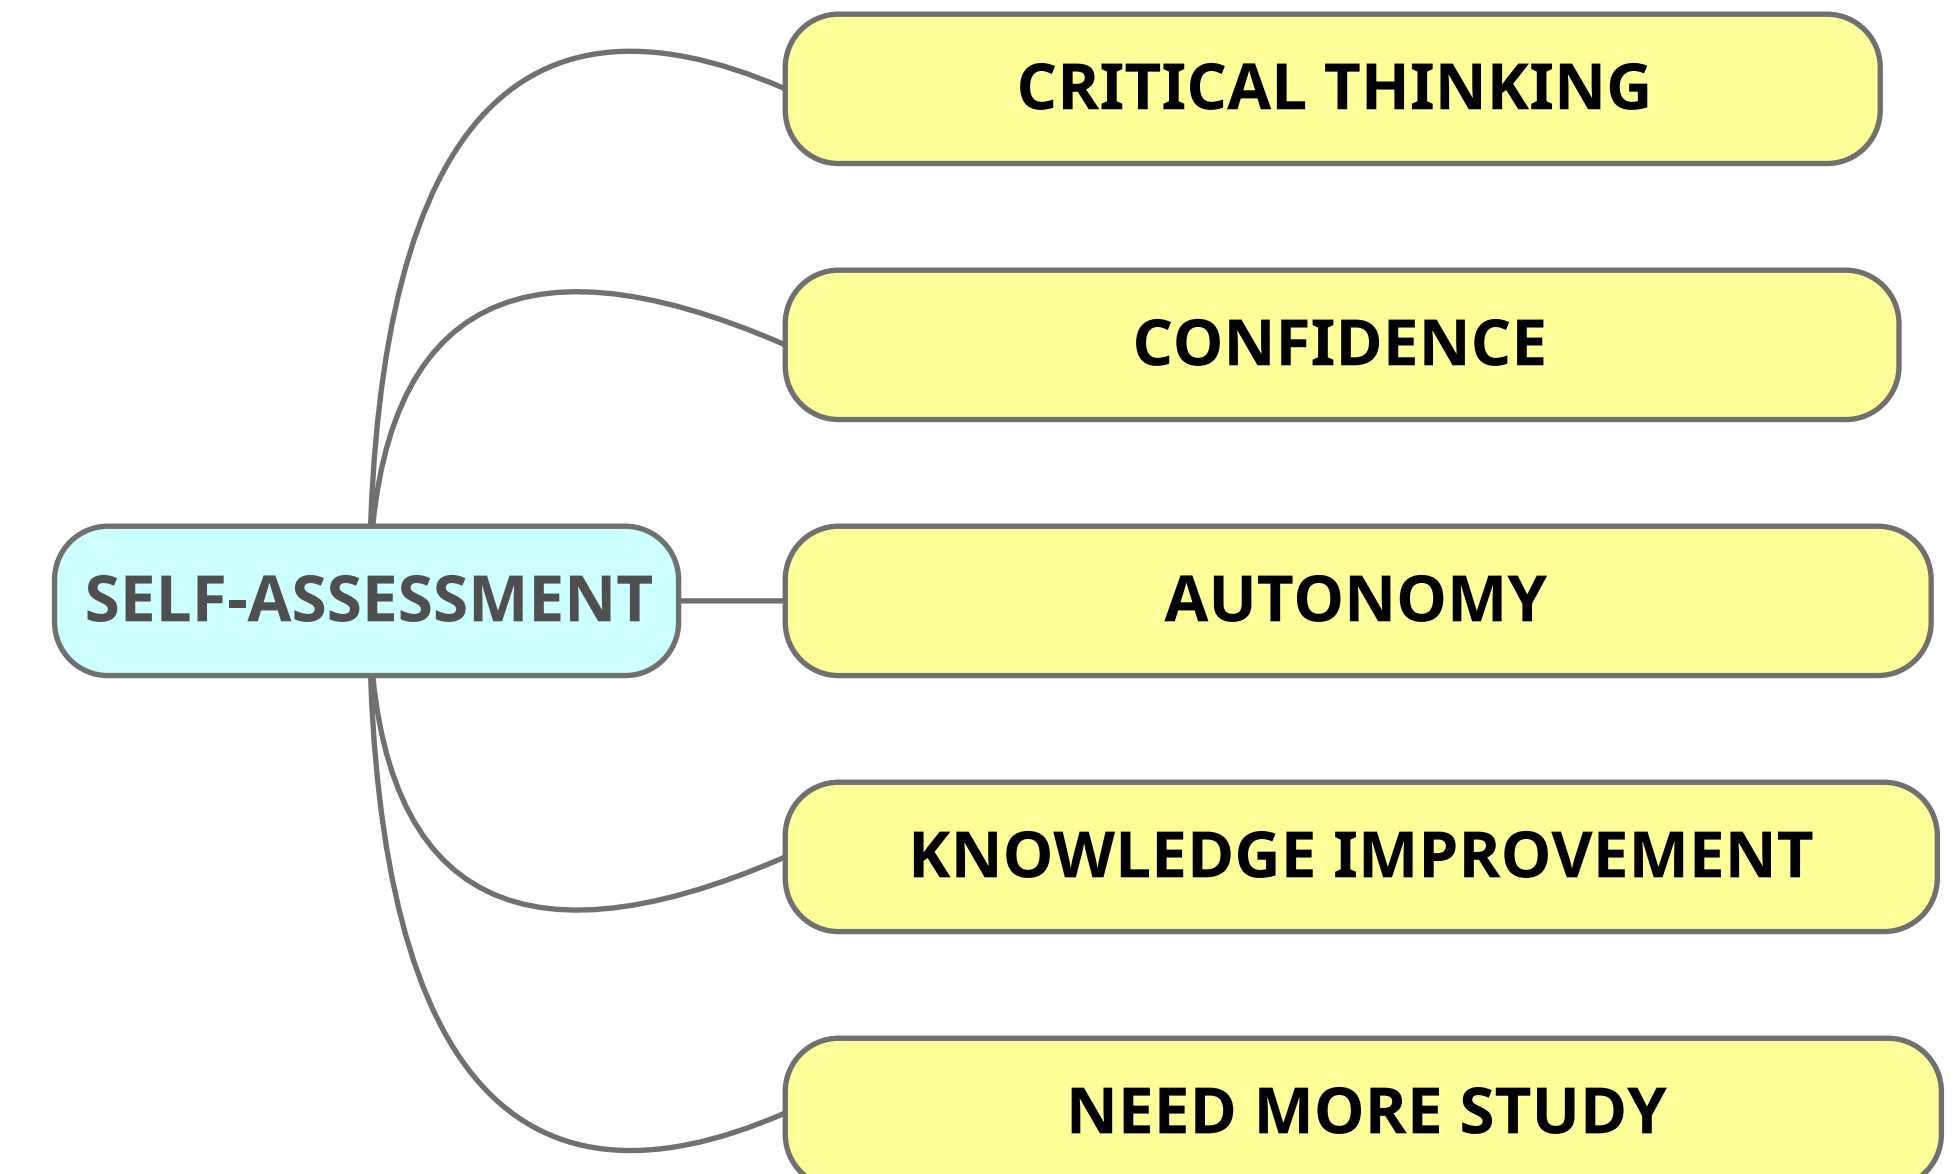 CRITICAL THINKING
CONFIDENCE
SELF-ASSESSMENT
AUTONOMY
KNOWLEDGE IMPROVEMENT
NEED MORE STUDY